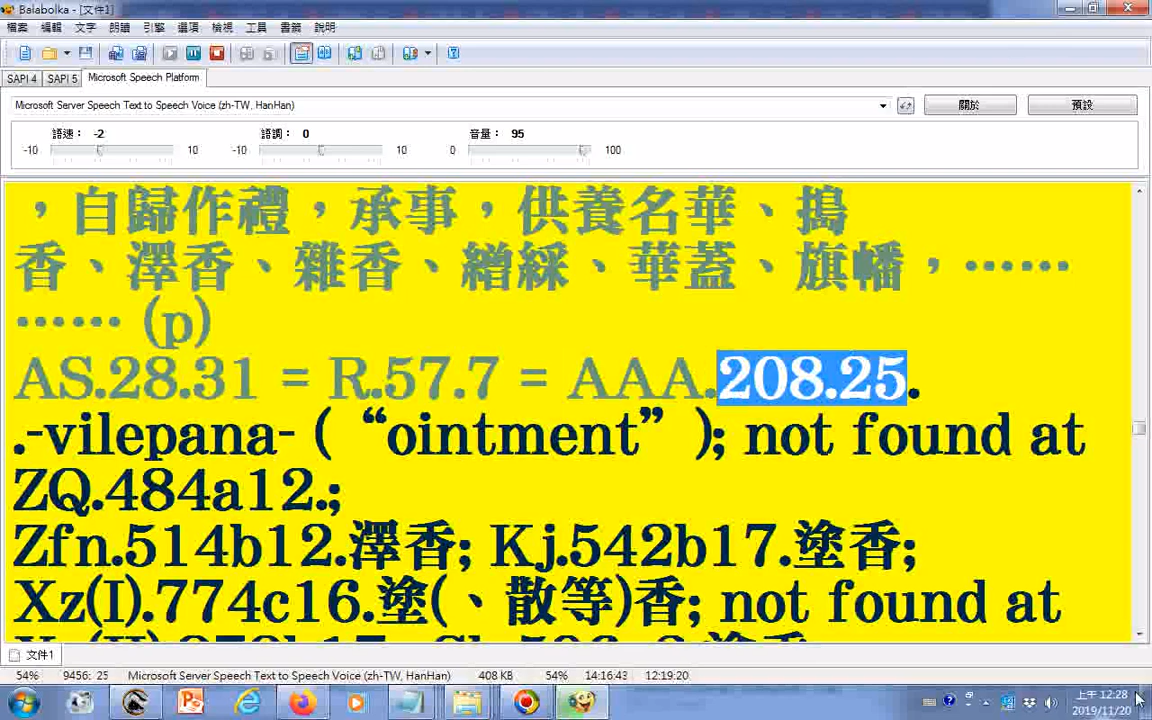 Balabolka - [文件1]
檔案 編輯 文字 朗讀 引擎 選項 檢視 工具 書籤 說明
SAPI 4 SAPI 5 Microsoft Speech Platform
Microsoft Server Speech Text to Speech Voice (zh-TW, HanHan)
關於 預設
語速： -2 語調： 0 音量： 95
-10 10 -10 10 0 100
，自歸作禮，承事，供養名華、搗
香、澤香、雜香、繒綵、華蓋、旗幡，……
…… (p)
AS.28.31 = R.57.7 = AAA.208.25.
.-vilepana- (“ointment”); not found at
ZQ.484a12.;
Zfn.514b12.澤香; Kj.542b17.塗香;
Xz(I).774c16.塗(、散等)香; not found at
文件1
54% 9456: 25 Microsoft Server Speech Text to Speech Voice (zh-TW, HanHan) 408 KB 54% 14:16:43 12:19:20
上午 12:28
2019/11/20